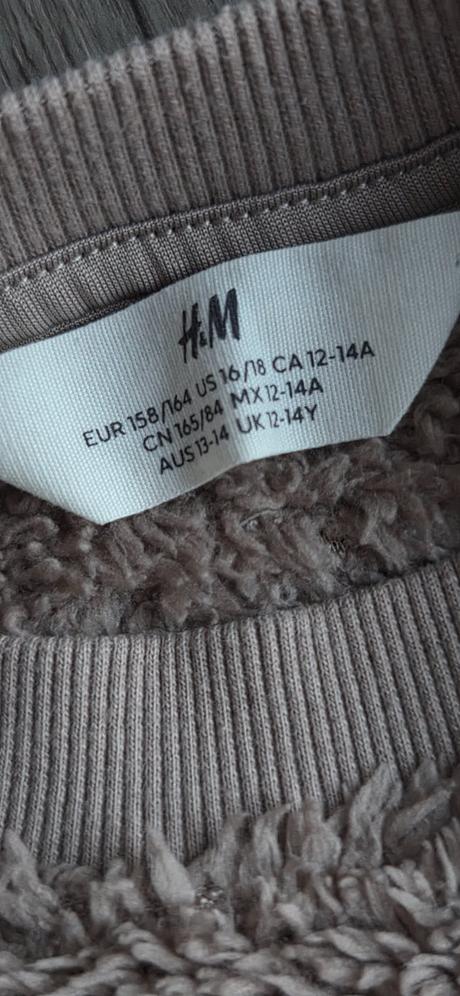 H&M
EUR 158/164 US 16/18 CA 12-14A
CN 165/84 MX 12-14A
AUS 13-14 UK 12-14Y